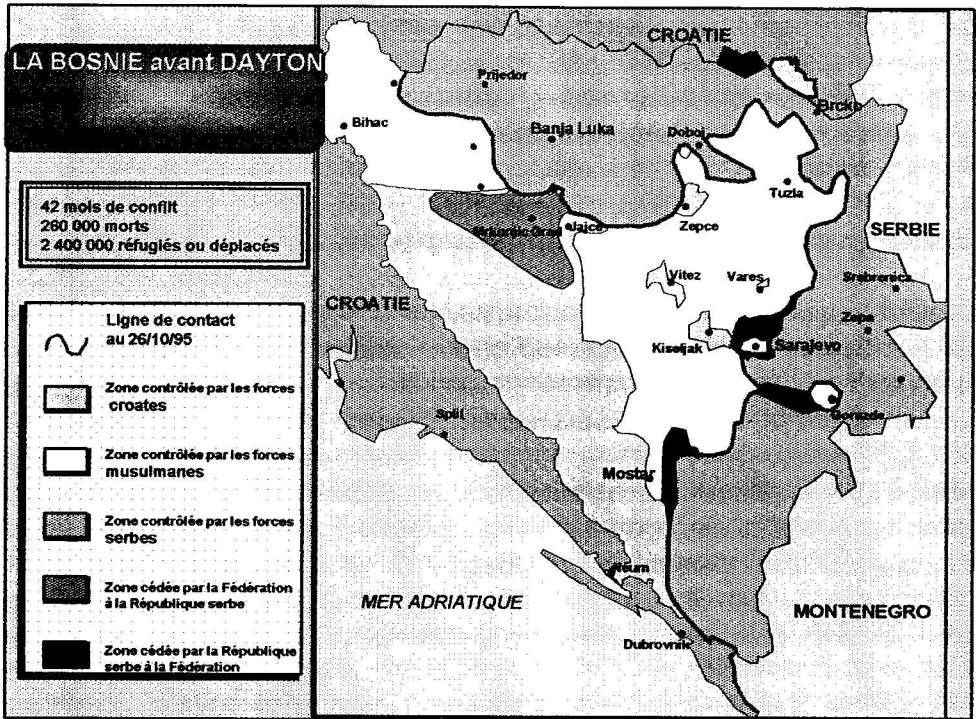 LA BOSNIE avant DAYTON
42 mois de conflit
260 000 morts
2 400 000 réfugiés ou déplacés
Ligne de contact
au 26/10/95
Zone contrôlée par les forces
croates
Zone contrôlée par les forces
musulmanes
Zone contrôlée par les forces
serbes
Zone cédée par la Fédération
à la République serbe
Zone cédée par la République
serbe à la Fédération
CROATIE
Prijedor
Brcko
Bihac
Banja Luka
Doboj
Tuzla
Grad
Jajce
Zepce
SERBIE
Vitez
Vares
Srebrenica
CROATIE
Zepa
Kiseljak
Sarajevo
Split
Gorazde
Mostar
Neum
MER ADRIATIQUE
MONTENEGRO
Dubrovnik